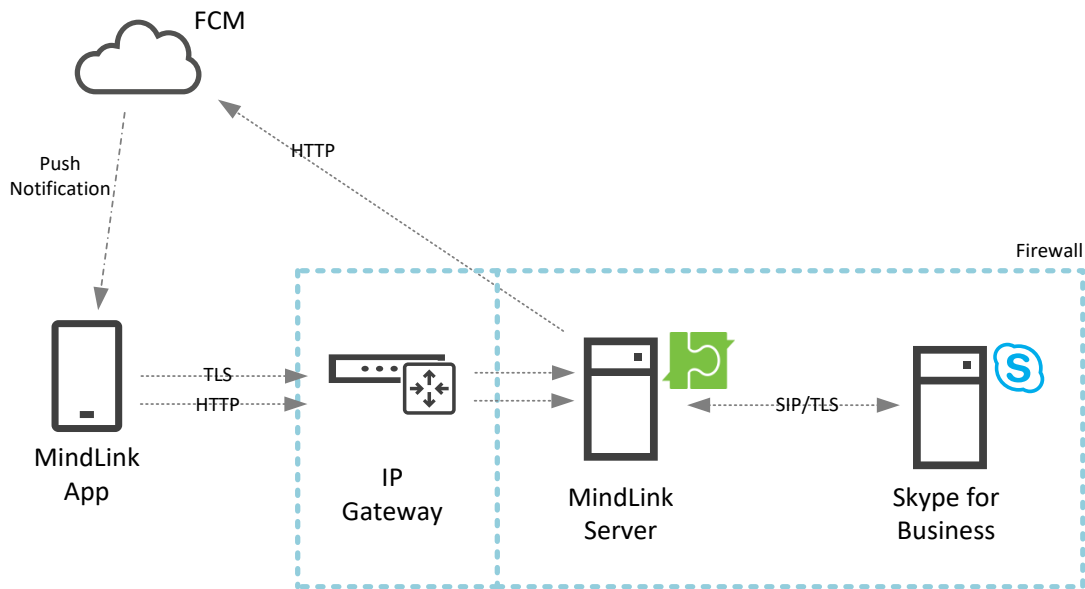 FCM
HTTP
Push
Notification
Firewall
TLS
HTTP
SIP/TLS
MindLink
App
IP
Gateway
MindLink
Server
Skype for
Business